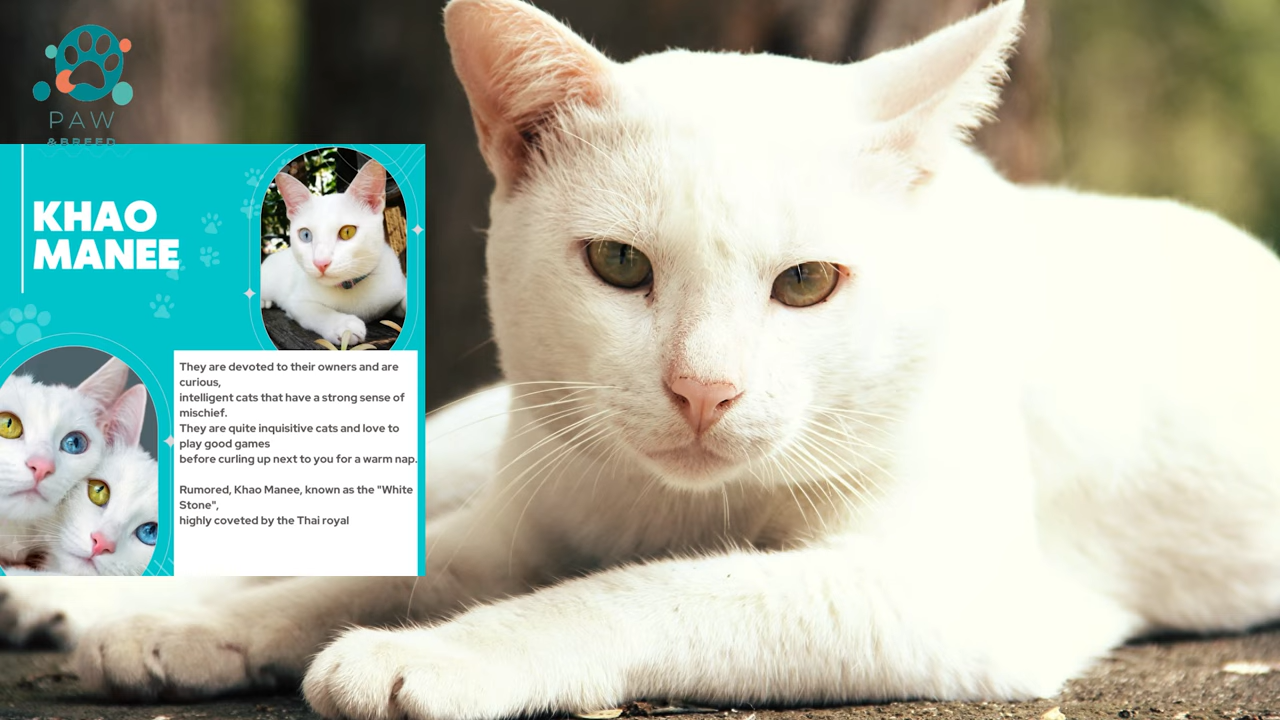 PAW
&BREED
KHAO
MANEE
They are devoted to their owners and are
curious,
intelligent cats that have a strong sense of
mischief.
They are quite inquisitive cats and love to
play good games
before curling up next to you for a warm nap.
Rumored, Khao Manee, known as the "White
Stone",
highly coveted by the Thai royal